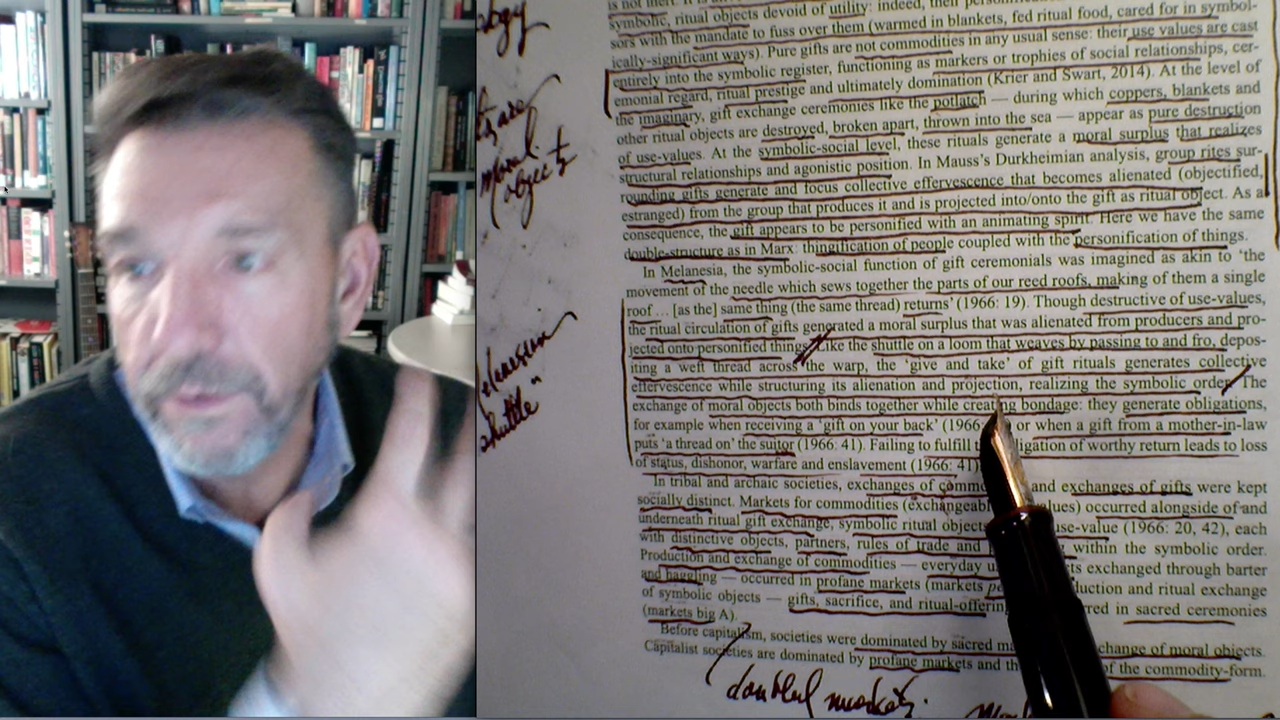 is not inert. It is
symbolic, ritual objects devoid of utility: indeed, their
sors with the mandate to fuss over them (warmed in blankets, fed ritual food, cared for in symbol-
ically-significant ways). Pure gifts are not commodities in any usual sense: their use values are cast
entirely into the symbolic register, functioning as markers or trophies of social relationships, cer-
emonial regard, ritual prestige and ultimately domination (Krier and Swart, 2014). At the level of
the imaginary, gift exchange ceremonies like the potlatch — during which coppers, blankets and
other ritual objects are destroyed, broken apart, thrown into the sea — appear as pure destruction
of use-values. At the symbolic-social level, these rituals generate a moral surplus that realizes
structural relationships and agonistic position. In Mauss's Durkheimian analysis, group rites sur-
rounding gifts generate and focus collective effervescence that becomes alienated (objectified,
estranged) from the group that produces it and is projected into/onto the gift as ritual object. As a
consequence, the gift appears to be personified with an animating spirit. Here we have the same
double-structure as in Marx: thingification of people coupled with the personification of things.
In Melanesia, the symbolic-social function of gift ceremonials was imagined as akin to 'the
movement of the needle which sews together the parts of our reed roofs, making of them a single
roof … [as the] same thing (the same thread) returns' (1966: 19). Though destructive of use-values,
the ritual circulation of gifts generated a moral surplus that was alienated from producers and pro-
jected onto personified things. Like the shuttle on a loom that weaves by passing to and fro, depos-
iting a weft thread across the warp, the 'give and take' of gift rituals generates collective
effervescence while structuring its alienation and projection, realizing the symbolic order. The
exchange of moral objects both binds together while creating bondage: they generate obligations,
for example when receiving a 'gift on your back' (1966 or when a gift from a mother-in-law
puts 'a thread on' the suitor (1966: 41). Failing to fulfill of worthy return leads to loss
of status, dishonor, warfare and enslavement (1966: 41)
In tribal and archaic societies, exchanges of and exchanges of gifts were kept
socially distinct. Markets for commodities occurred alongside of and
underneath ritual gift exchange, symbolic ritual use-value (1966: 20, 42), each
with distinctive objects, partners, rules of trade and within the symbolic order.
Production and exchange of commodities — everyday exchanged through barter
and haggling — occurred in profane markets (markets and ritual exchange
of symbolic objects — gifts, sacrifice, and ritual-offering in sacred ceremonies
(markets big A).
Before capitalism, societies were dominated by sacred of moral objects.
Capitalist societies are dominated by profane markets and of the commodity-form.
moral
shuttle"